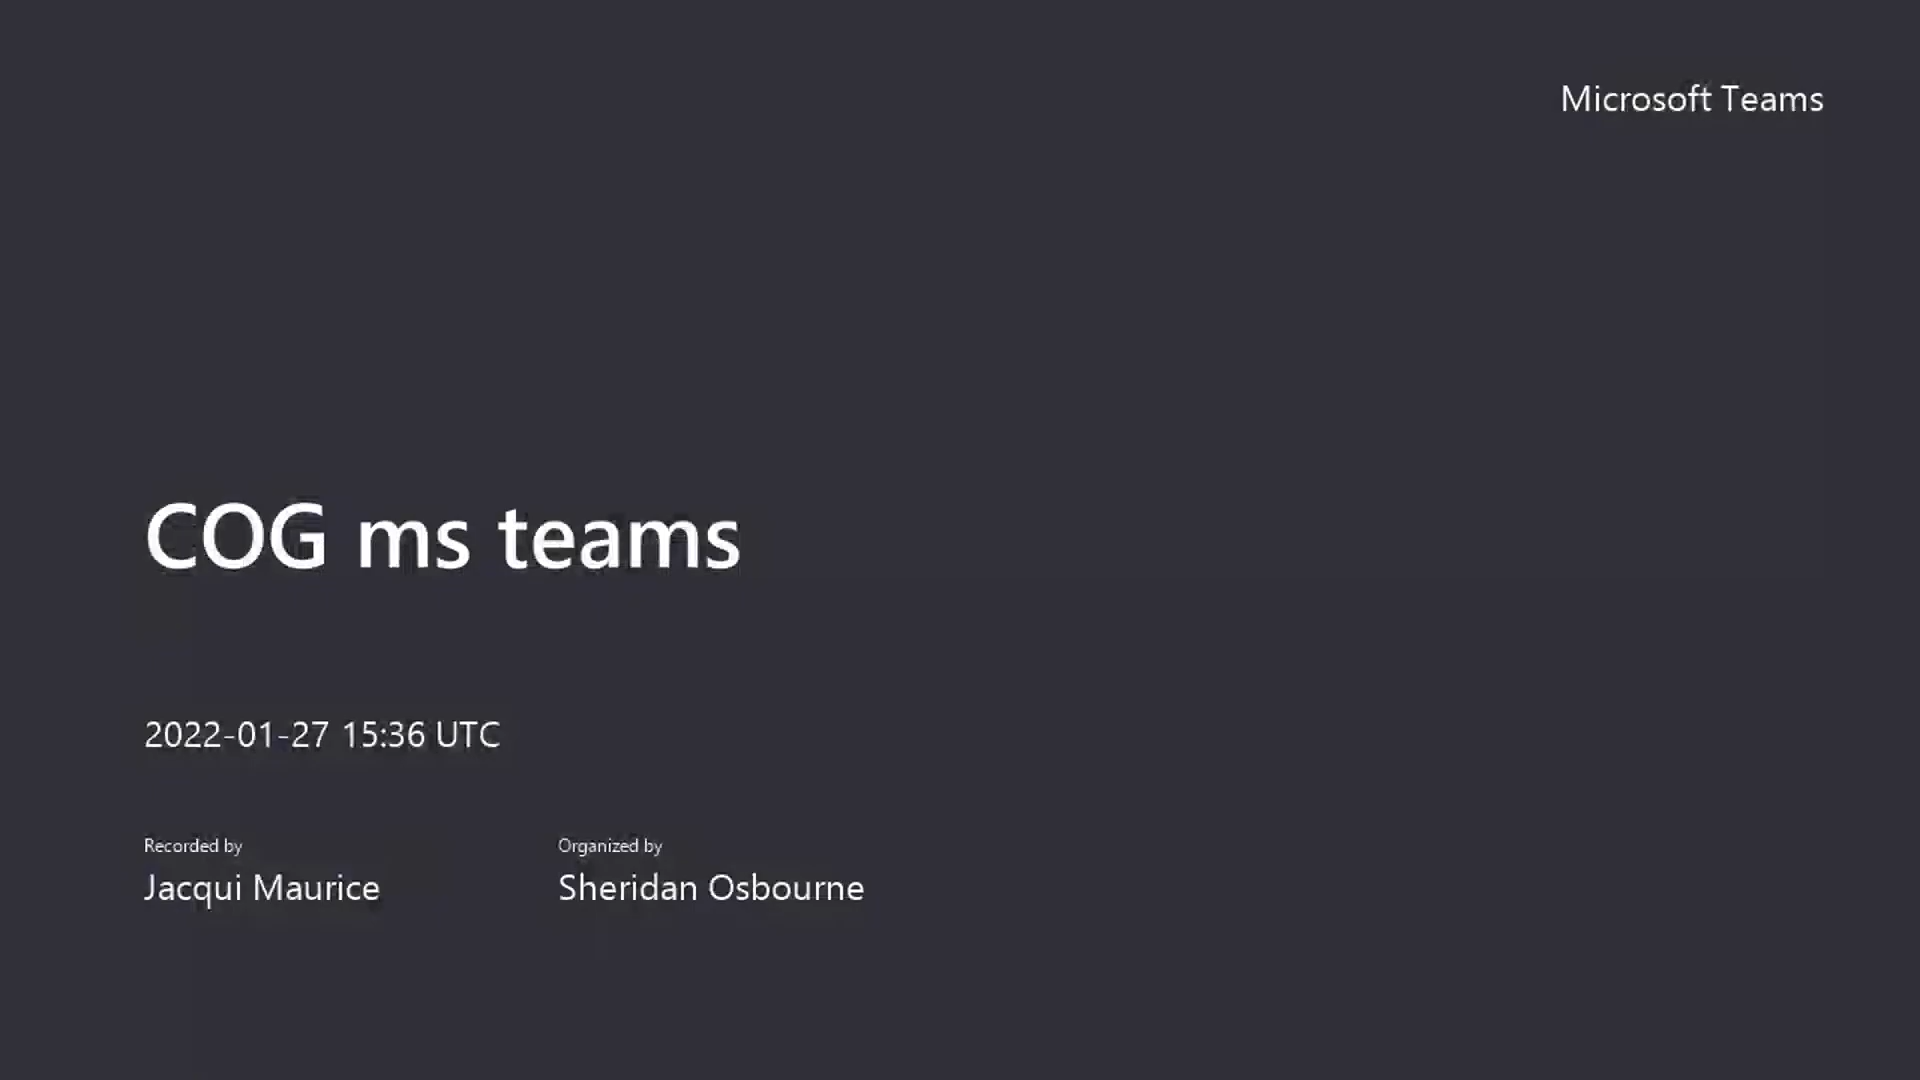 Microsoft Teams
COG ms teams
2022-01-27 15:36 UTC
Recorded by
Jacqui Maurice
Organized by
Sheridan Osbourne